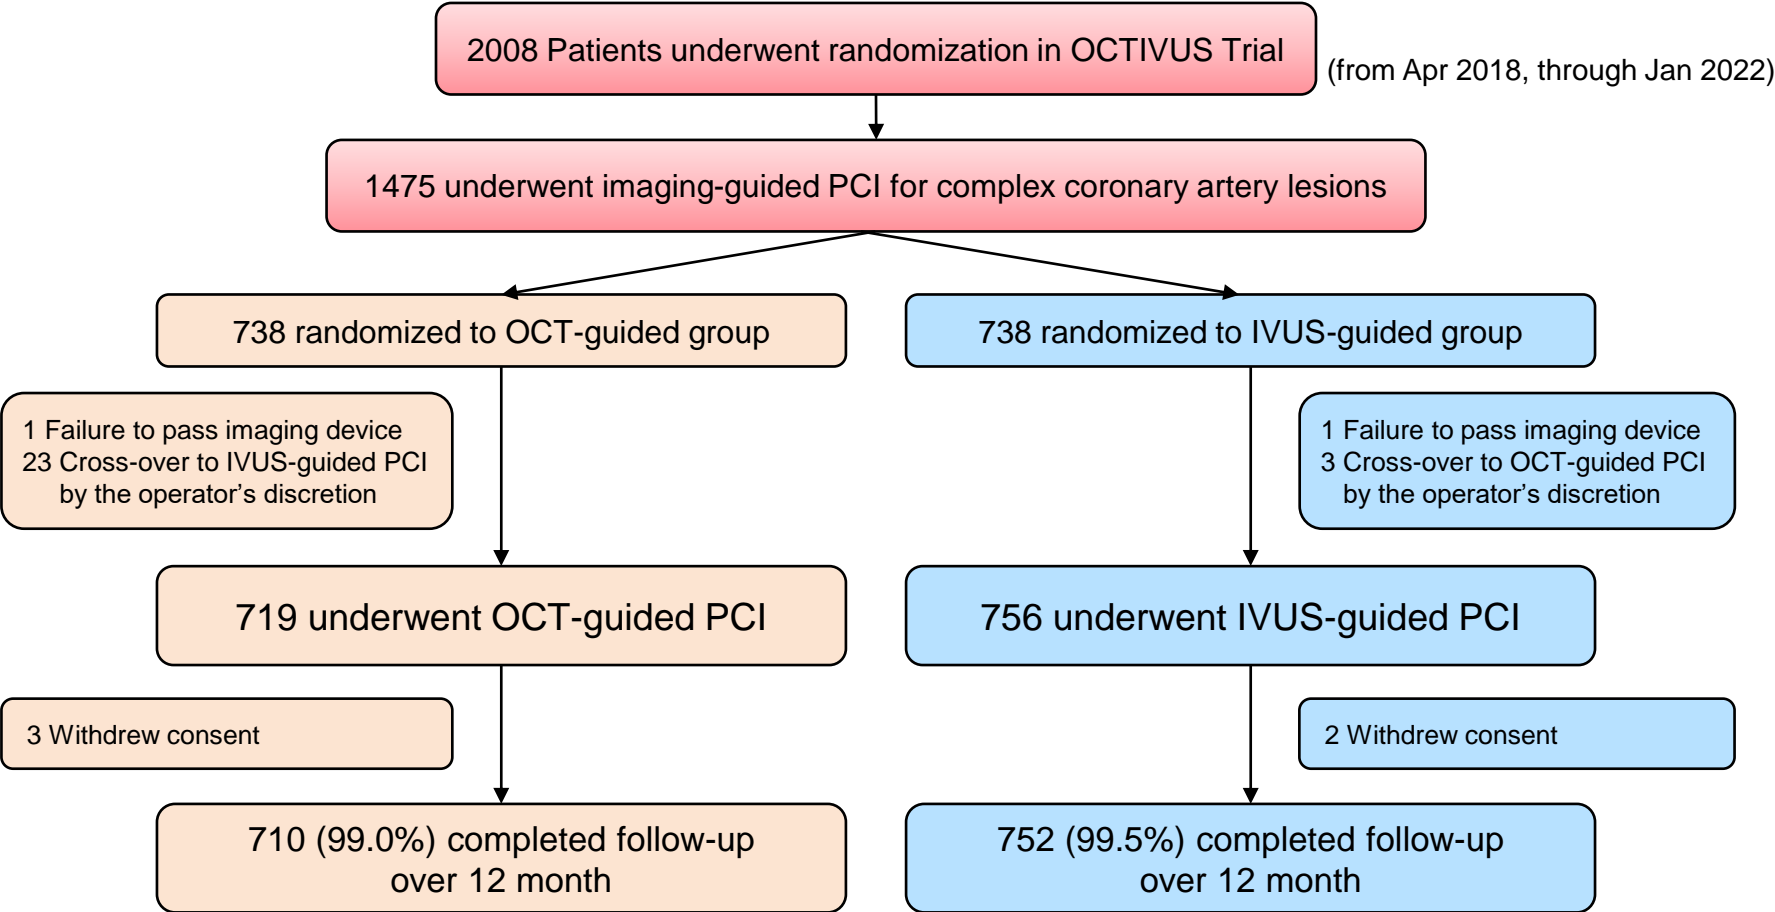 2008 Patients underwent randomization in OCTIVUS Trial
(from Apr 2018, through Jan 2022)
1475 underwent imaging-guided PCI for complex coronary artery lesions
738 randomized to OCT-guided group
738 randomized to IVUS-guided group
1 Failure to pass imaging device
23 Cross-over to IVUS-guided PCI
by the operator’s discretion
1 Failure to pass imaging device
3 Cross-over to OCT-guided PCI
by the operator’s discretion
719 underwent OCT-guided PCI
756 underwent IVUS-guided PCI
3 Withdrew consent
2 Withdrew consent
710 (99.0%) completed follow-up
over 12 month
752 (99.5%) completed follow-up
over 12 month